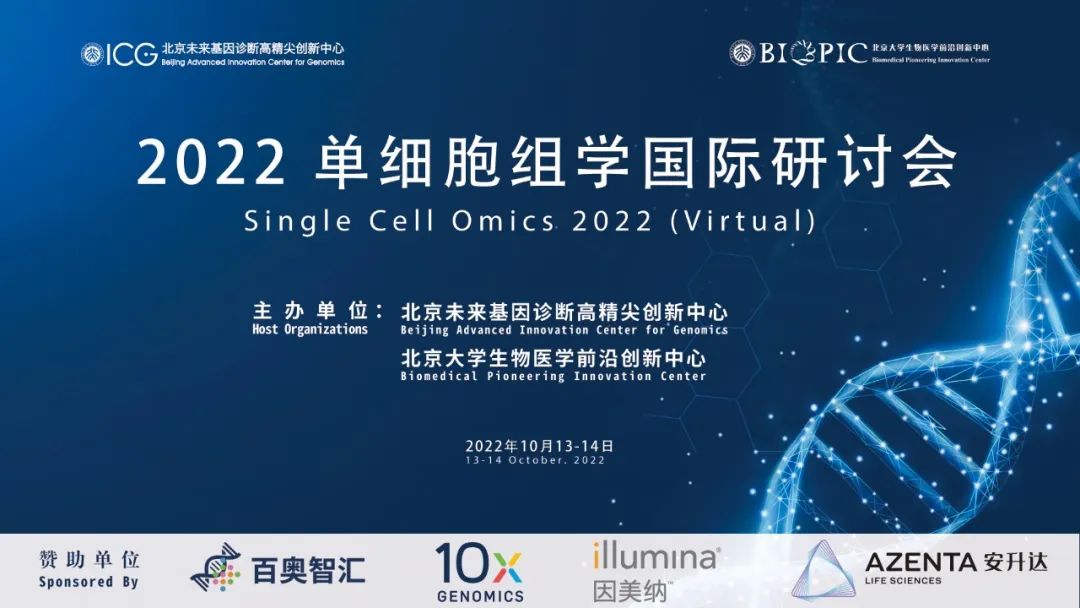 ICG 北京未来基因诊断高精尖创新中心
Beijing Advanced Innovation Center for Genomics
BIOPIC 北京大学生物医学前沿创新中心
Biomedical Pioneering Innovation Center
2022 单细胞组学国际研讨会
Single Cell Omics 2022 (Virtual)
主办单位： 北京未来基因诊断高精尖创新中心
Host Organizations Beijing Advanced Innovation Center for Genomics
北京大学生物医学前沿创新中心
Biomedical Pioneering Innovation Center
2022年10月13-14日
13-14 October, 2022
赞助单位
Sponsored By
百奥智汇
10x
GENOMICS
illumina®
因美纳™
AZENTA 安升达
LIFE SCIENCES